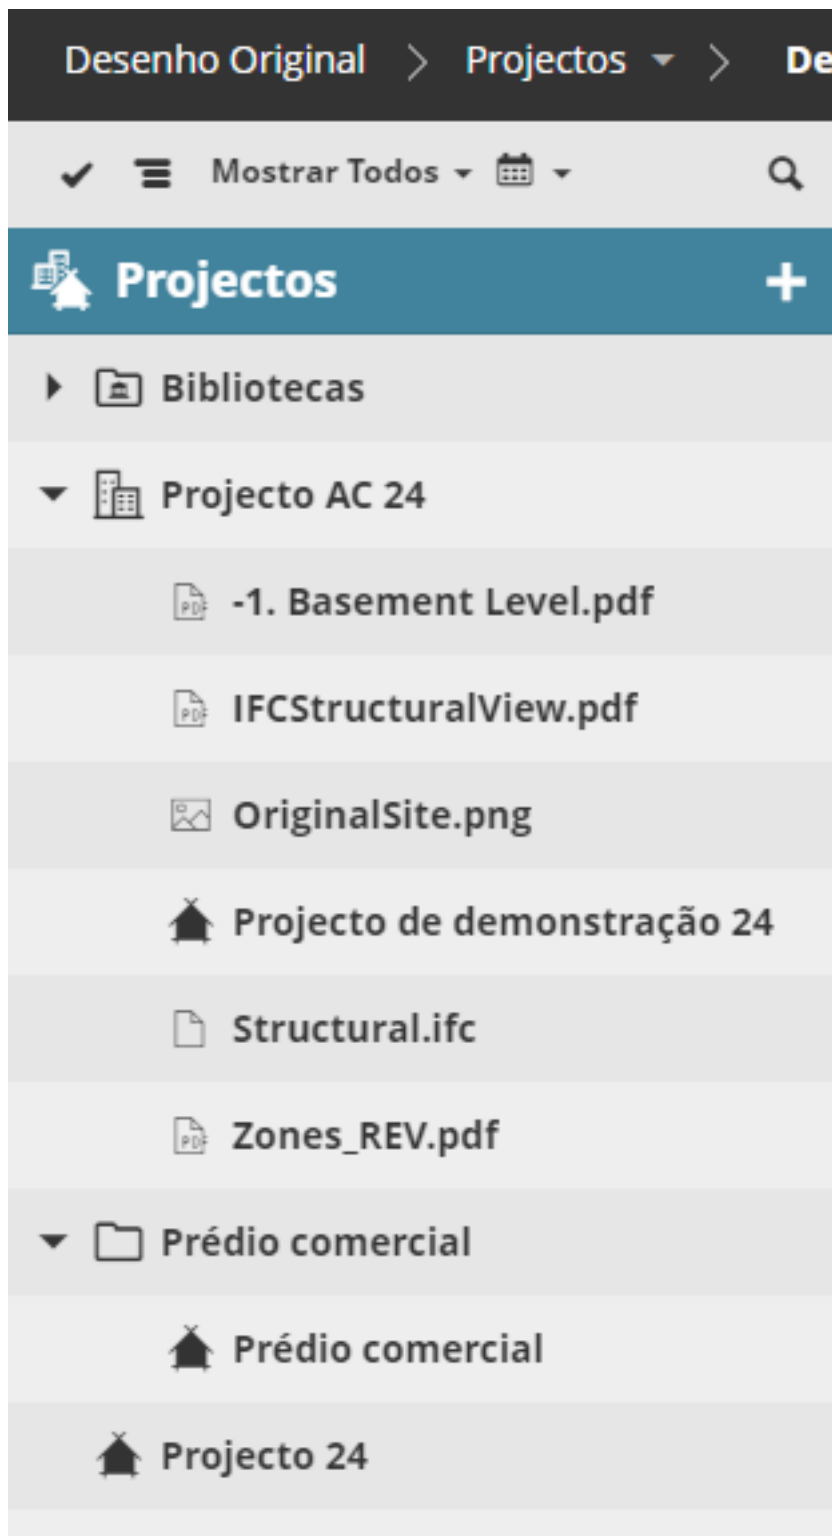 Desenho Original Projectos De
Mostrar Todos
Projectos
Bibliotecas
Projecto AC 24
-1. Basement Level.pdf
IFCStructuralView.pdf
OriginalSite.png
Projecto de demonstração 24
Structural.ifc
Zones_REV.pdf
Prédio comercial
Prédio comercial
Projecto 24